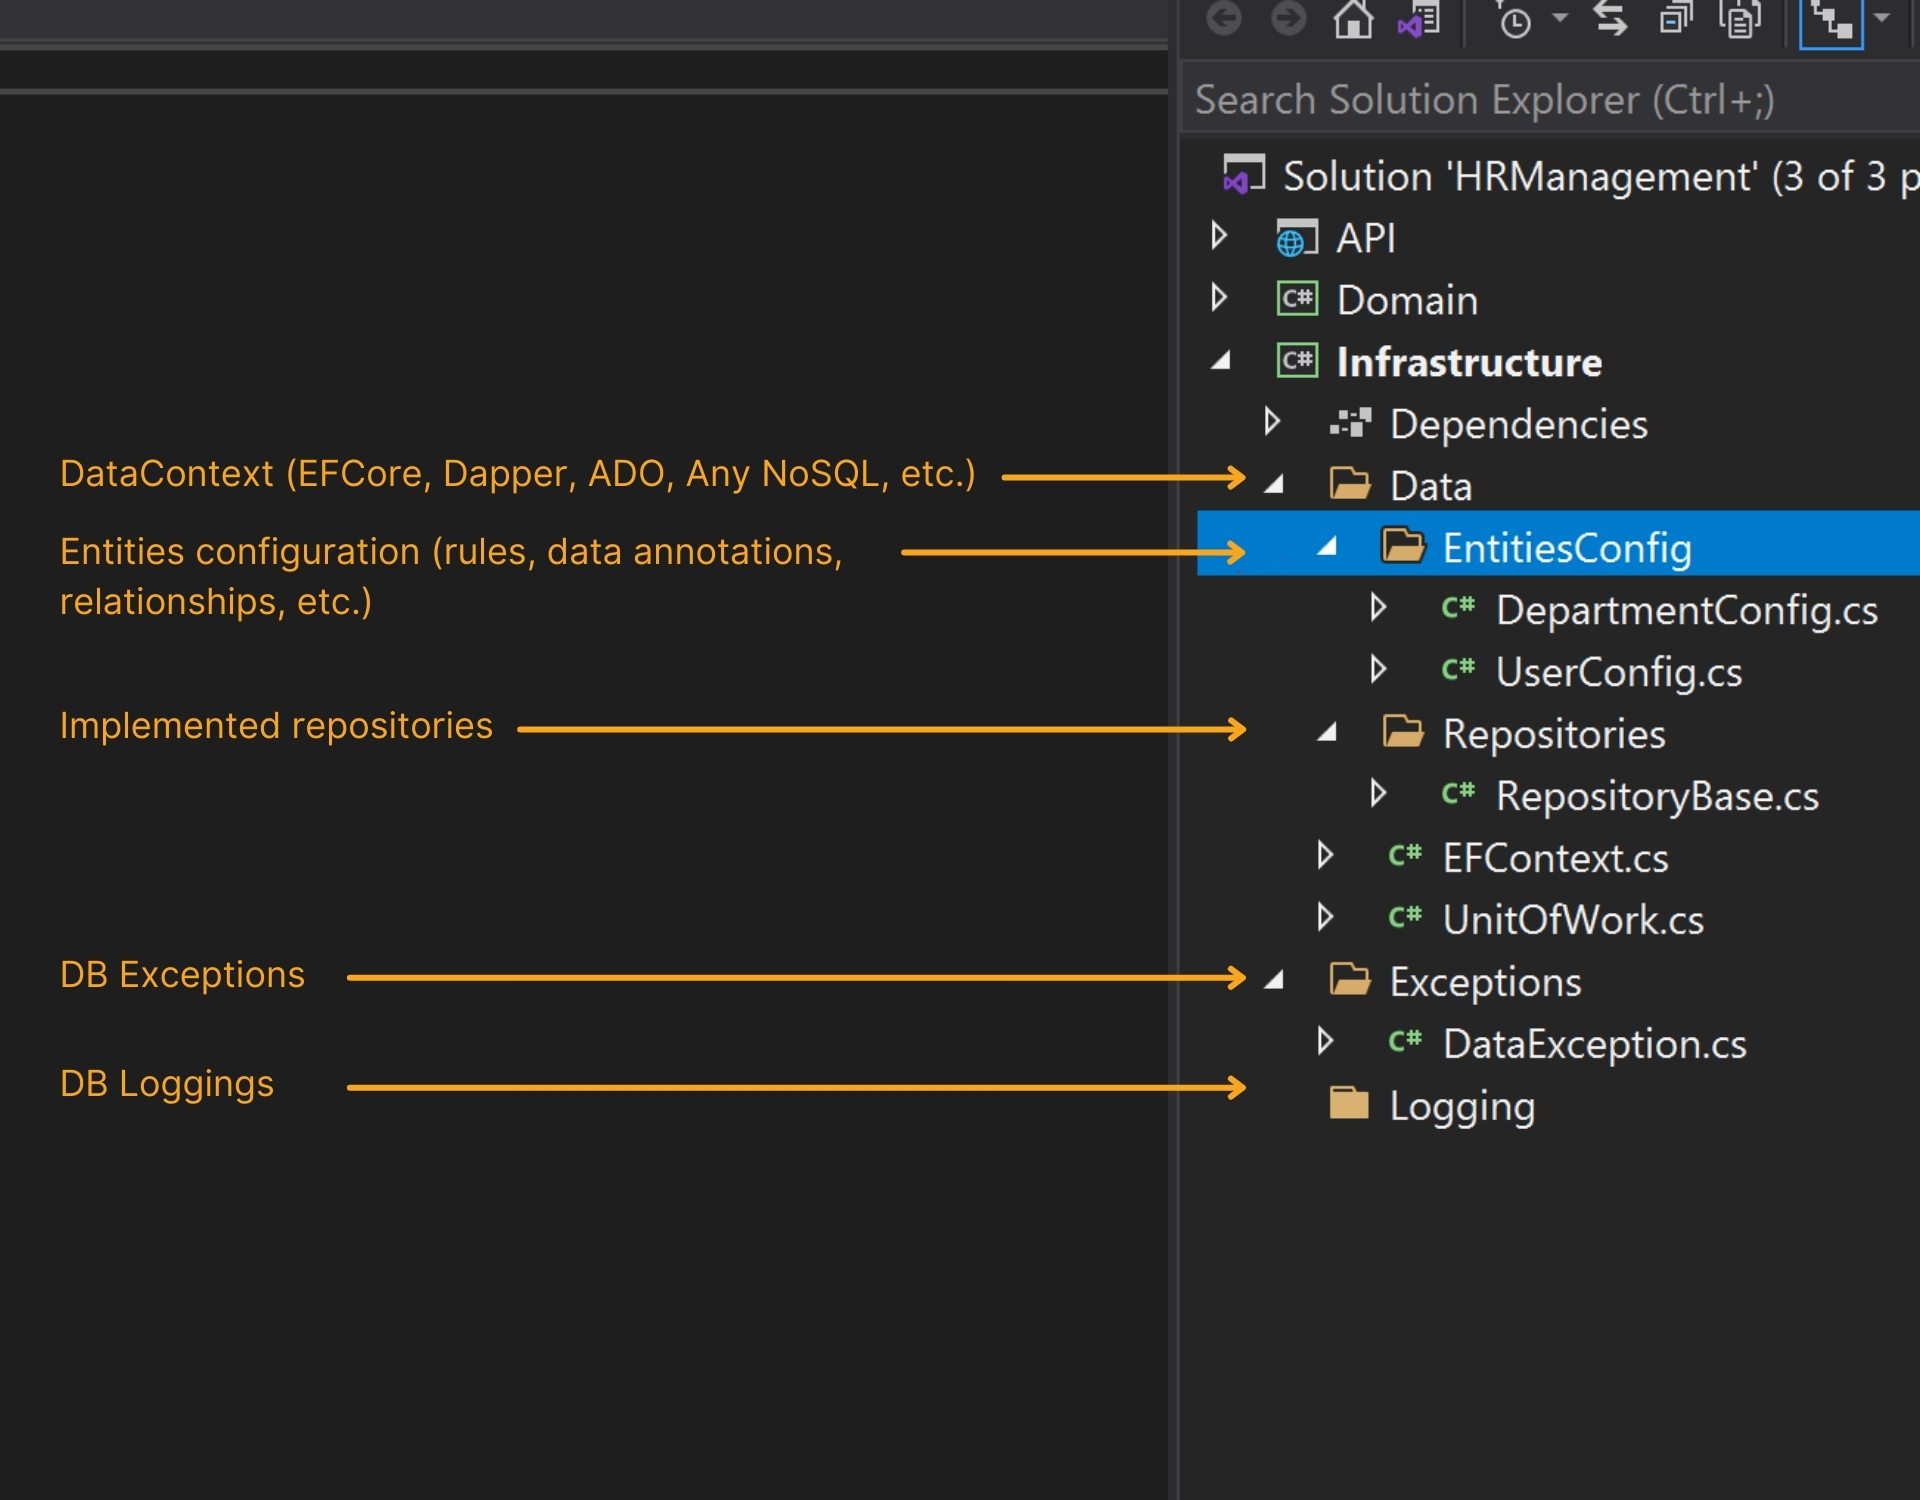 Search Solution Explorer (Ctrl+;)
Solution 'HRManagement' (3 of 3 p
API
C# Domain
C# Infrastructure
Dependencies
DataContext (EFCore, Dapper, ADO, Any NoSQL, etc.)
Data
Entities configuration (rules, data annotations,
relationships, etc.)
EntitiesConfig
C# DepartmentConfig.cs
C# UserConfig.cs
Implemented repositories
Repositories
C# RepositoryBase.cs
C# EFContext.cs
C# UnitOfWork.cs
DB Exceptions
Exceptions
C# DataException.cs
DB Loggings
Logging